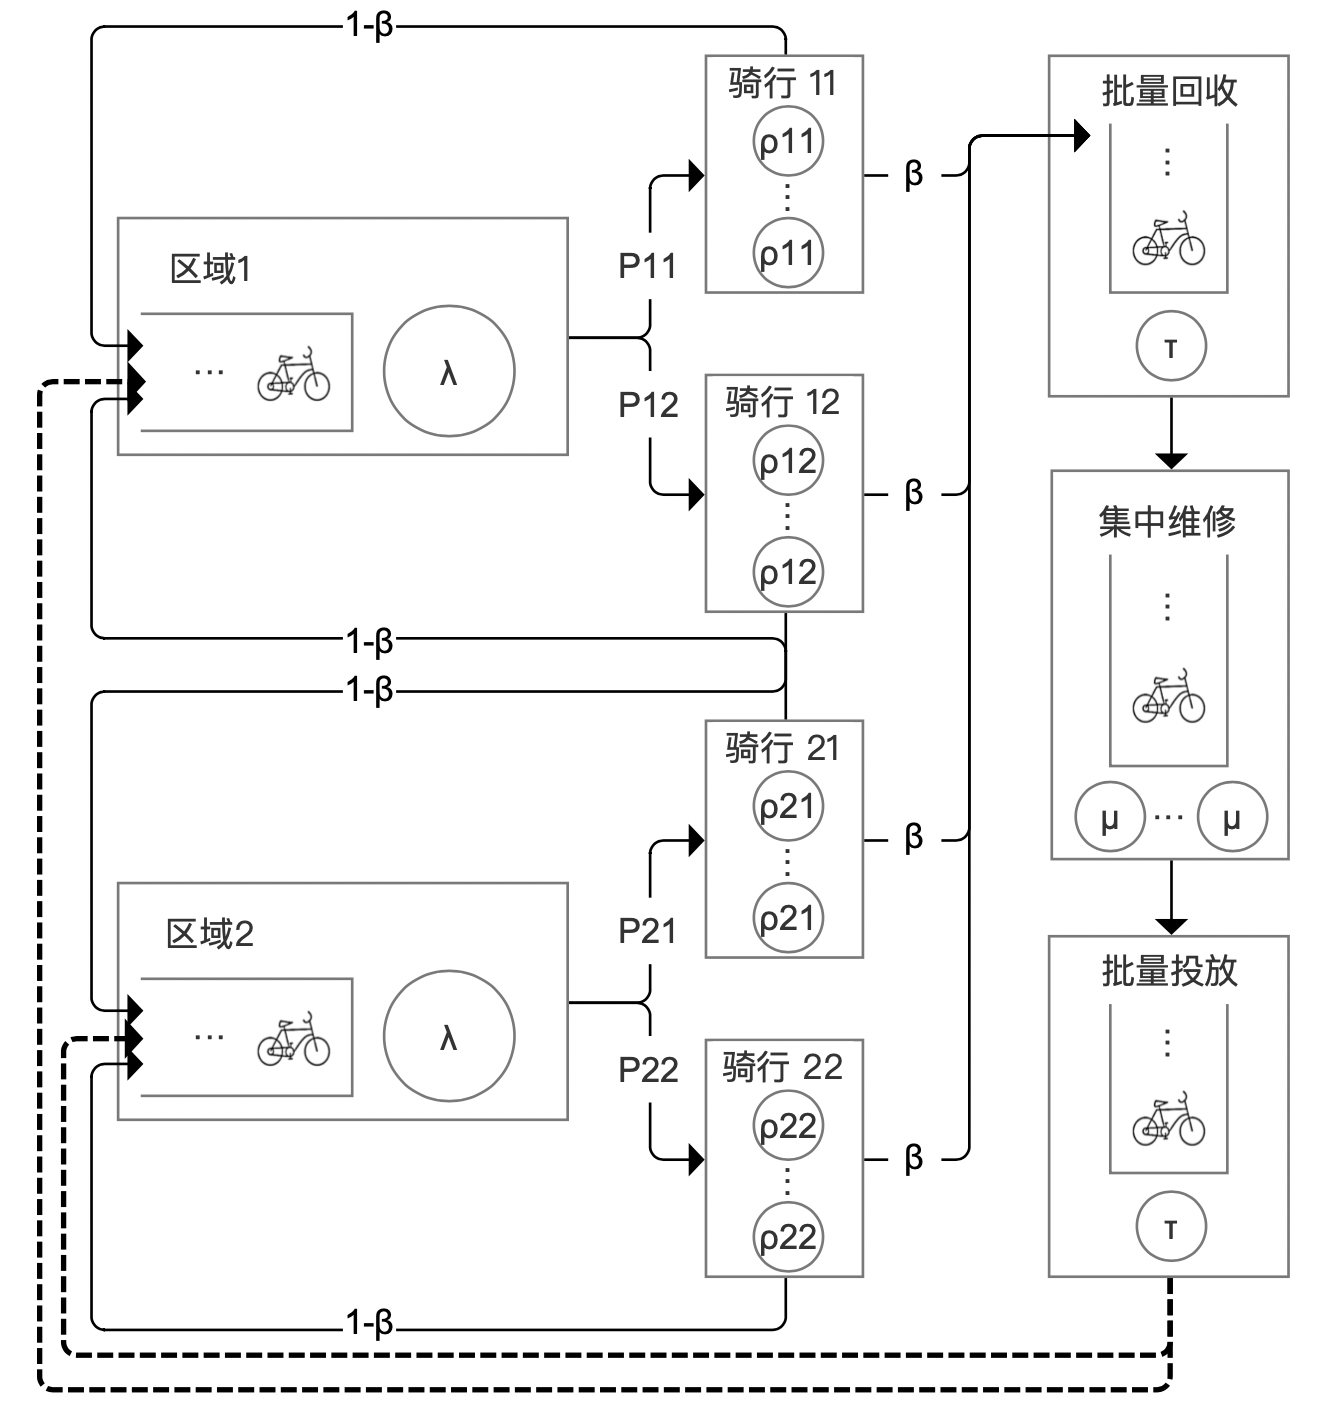 1-β
骑行 11
ρ11
ρ11
β
批量回收
T
区域1
λ
P11
P12
骑行 12
ρ12
ρ12
β
集中维修
μ
μ
1-β
1-β
骑行 21
ρ21
ρ21
β
批量投放
T
区域2
λ
P21
P22
骑行 22
ρ22
ρ22
β
1-β